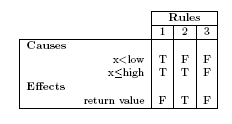 Rules
1 2 3
Causes
x<low T F F
x≤high T T F
Effects
return value F T F